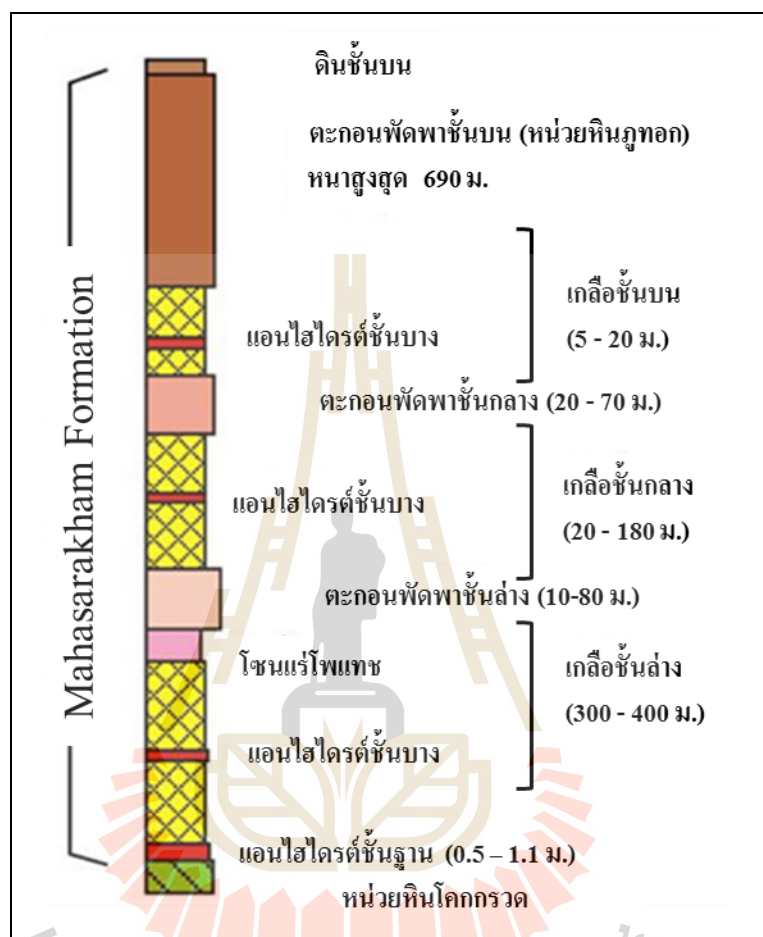 ดินชั้นบน
ตะกอนพัดพาชั้นบน (หน่วยหินภูทอก)
หนาสูงสุด 690 ม.
Mahasarakham Formation
เกลือชั้นบน
(5 - 20 ม.)
แอนไฮไดรต์ชั้นบาง
ตะกอนพัดพาชั้นกลาง (20 - 70 ม.)
เกลือชั้นกลาง
(20 - 180 ม.)
แอนไฮไดรต์ชั้นบาง
ตะกอนพัดพาชั้นล่าง (10-80 ม.)
โซนแร่โพแทช
เกลือชั้นล่าง
(300 - 400 ม.)
แอนไฮไดรต์ชั้นบาง
แอนไฮไดรต์ชั้นฐาน (0.5 – 1.1 ม.)
หน่วยหินโคกกรวด